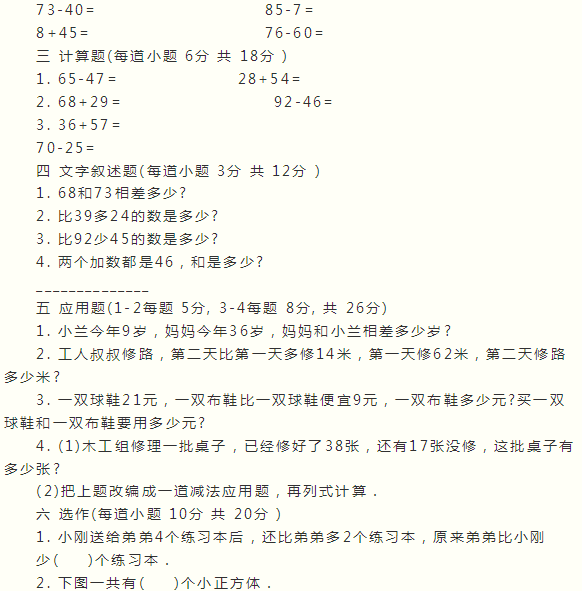 73-40= 85-7=
8+45= 76-60=
三 计算题(每道小题 6分 共 18分 )
1. 65-47= 28+54=
2. 68+29= 92-46=
3. 36+57=
70-25=
四 文字叙述题(每道小题 3分 共 12分 )
1. 68和73相差多少?
2. 比39多24的数是多少?
3. 比92少45的数是多少?
4. 两个加数都是46，和是多少?
______________
五 应用题(1-2每题 5分, 3-4每题 8分, 共 26分)
1. 小兰今年9岁，妈妈今年36岁，妈妈和小兰相差多少岁?
2. 工人叔叔修路，第二天比第一天多修14米，第一天修62米，第二天修路
多少米?
3. 一双球鞋21元，一双布鞋比一双球鞋便宜9元，一双布鞋多少元?买一双
球鞋和一双布鞋要用多少元?
4. (1)木工组修理一批桌子，已经修好了38张，还有17张没修，这批桌子有
多少张?
(2)把上题改编成一道减法应用题，再列式计算．
六 选作(每道小题 10分 共 20分 )
1. 小刚送给弟弟4个练习本后，还比弟弟多2个练习本，原来弟弟比小刚
少( )个练习本．
2. 下图一共有( )个小正方体．